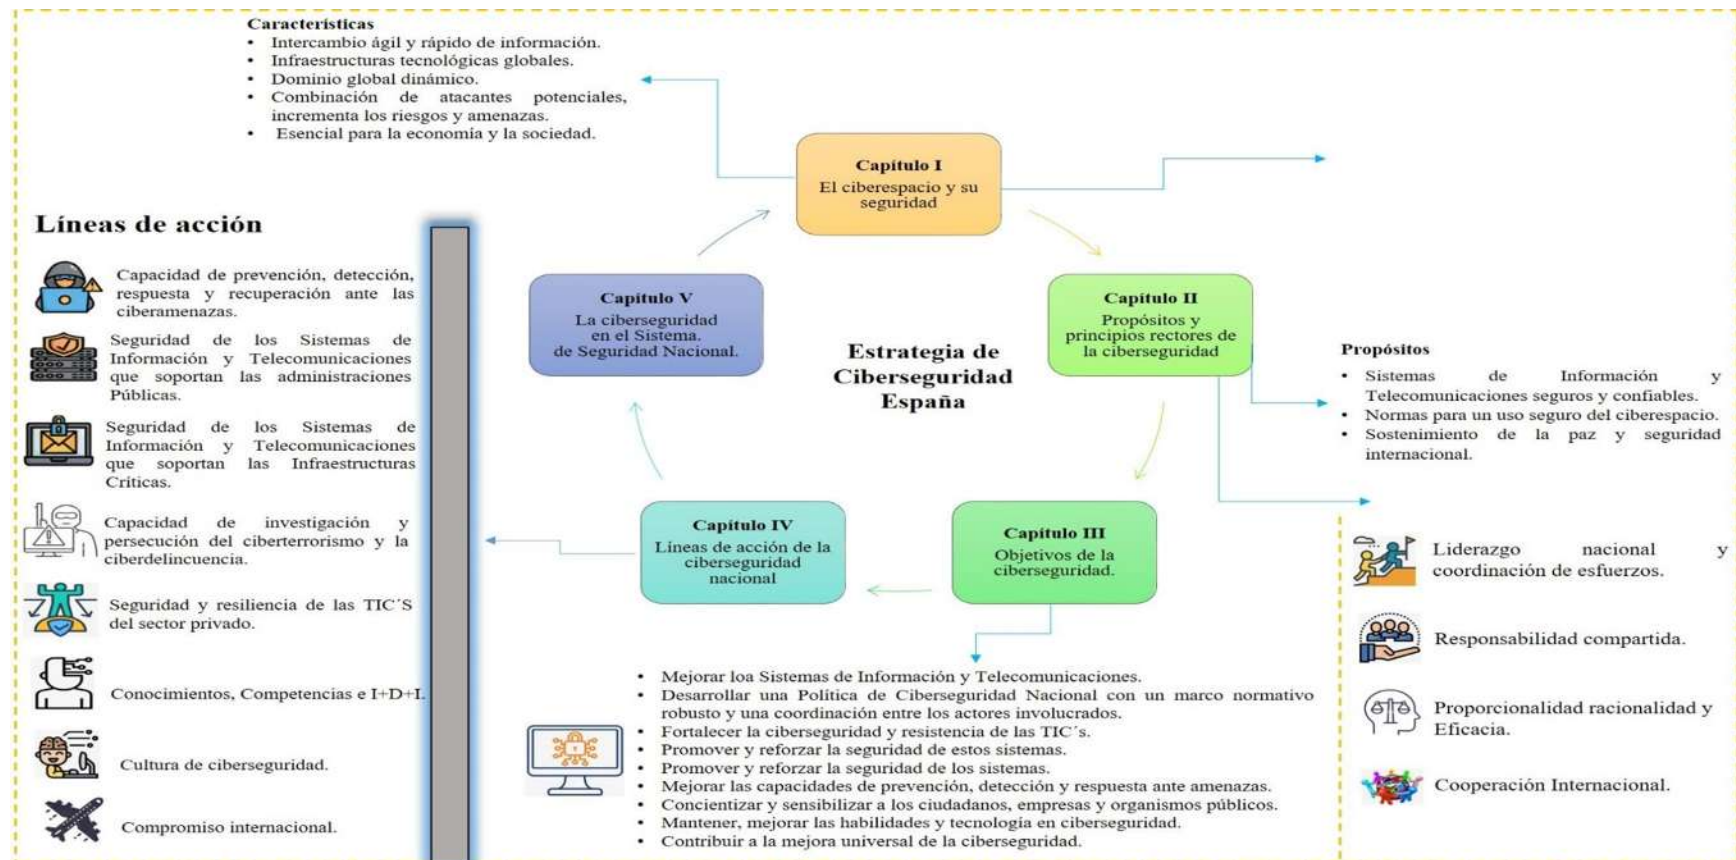 Características
• Intercambio ágil y rápido de información.
• Infraestructuras tecnológicas globales.
• Dominio global dinámico.
• Combinación de atacantes potenciales,
incrementa los riesgos y amenazas.
• Esencial para la economía y la sociedad.
Capítulo I
El ciberespacio y su
seguridad
Líneas de acción
Capacidad de prevención, detección,
respuesta y recuperación ante las
ciberamenazas.
Seguridad de los Sistemas de
Información y Telecomunicaciones
que soportan las administraciones
Públicas.
Seguridad de los Sistemas de
Información y Telecomunicaciones
que soportan las Infraestructuras
Críticas.
Capacidad de investigación y
persecución del ciberterrorismo y la
ciberdelincuencia.
Seguridad y resiliencia de las TIC´S
del sector privado.
Conocimientos, Competencias e I+D+I.
Cultura de ciberseguridad.
Compromiso internacional.
Capítulo V
La ciberseguridad
en el Sistema.
de Seguridad Nacional.
Estrategia de
Ciberseguridad
España
Capítulo II
Propósitos y
principios rectores de
la ciberseguridad
Capítulo IV
Líneas de acción de la
ciberseguridad
nacional
Capítulo III
Objetivos de la
ciberseguridad.
• Mejorar loa Sistemas de Información y Telecomunicaciones.
• Desarrollar una Política de Ciberseguridad Nacional con un marco normativo
robusto y una coordinación entre los actores involucrados.
• Fortalecer la ciberseguridad y resistencia de las TIC´s.
• Promover y reforzar la seguridad de estos sistemas.
• Promover y reforzar la seguridad de los sistemas.
• Mejorar las capacidades de prevención, detección y respuesta ante amenazas.
• Concientizar y sensibilizar a los ciudadanos, empresas y organismos públicos.
• Mantener, mejorar las habilidades y tecnología en ciberseguridad.
• Contribuir a la mejora universal de la ciberseguridad.
Propósitos
• Sistemas de Información y
Telecomunicaciones seguros y confiables.
• Normas para un uso seguro del ciberespacio.
• Sostenimiento de la paz y seguridad
internacional.
Liderazgo nacional y
coordinación de esfuerzos.
Responsabilidad compartida.
Proporcionalidad racionalidad y
Eficacia.
Cooperación Internacional.